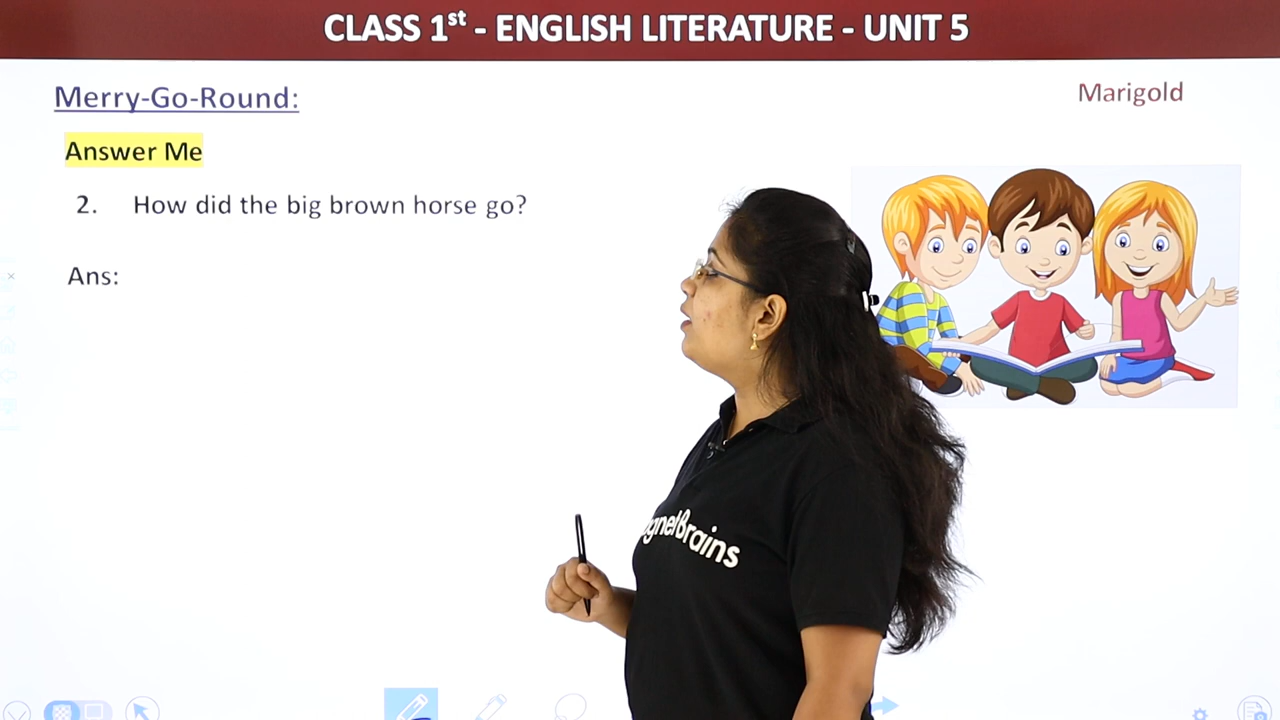 CLASS 1st - ENGLISH LITERATURE - UNIT 5
Merry-Go-Round:
Marigold
Answer Me
2. How did the big brown horse go?
Ans: